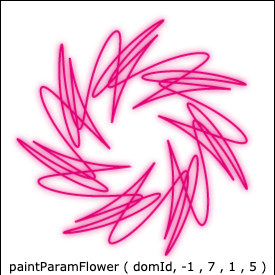 paintParamFlower ( domId, -1 , 7 , 1 , 5 )